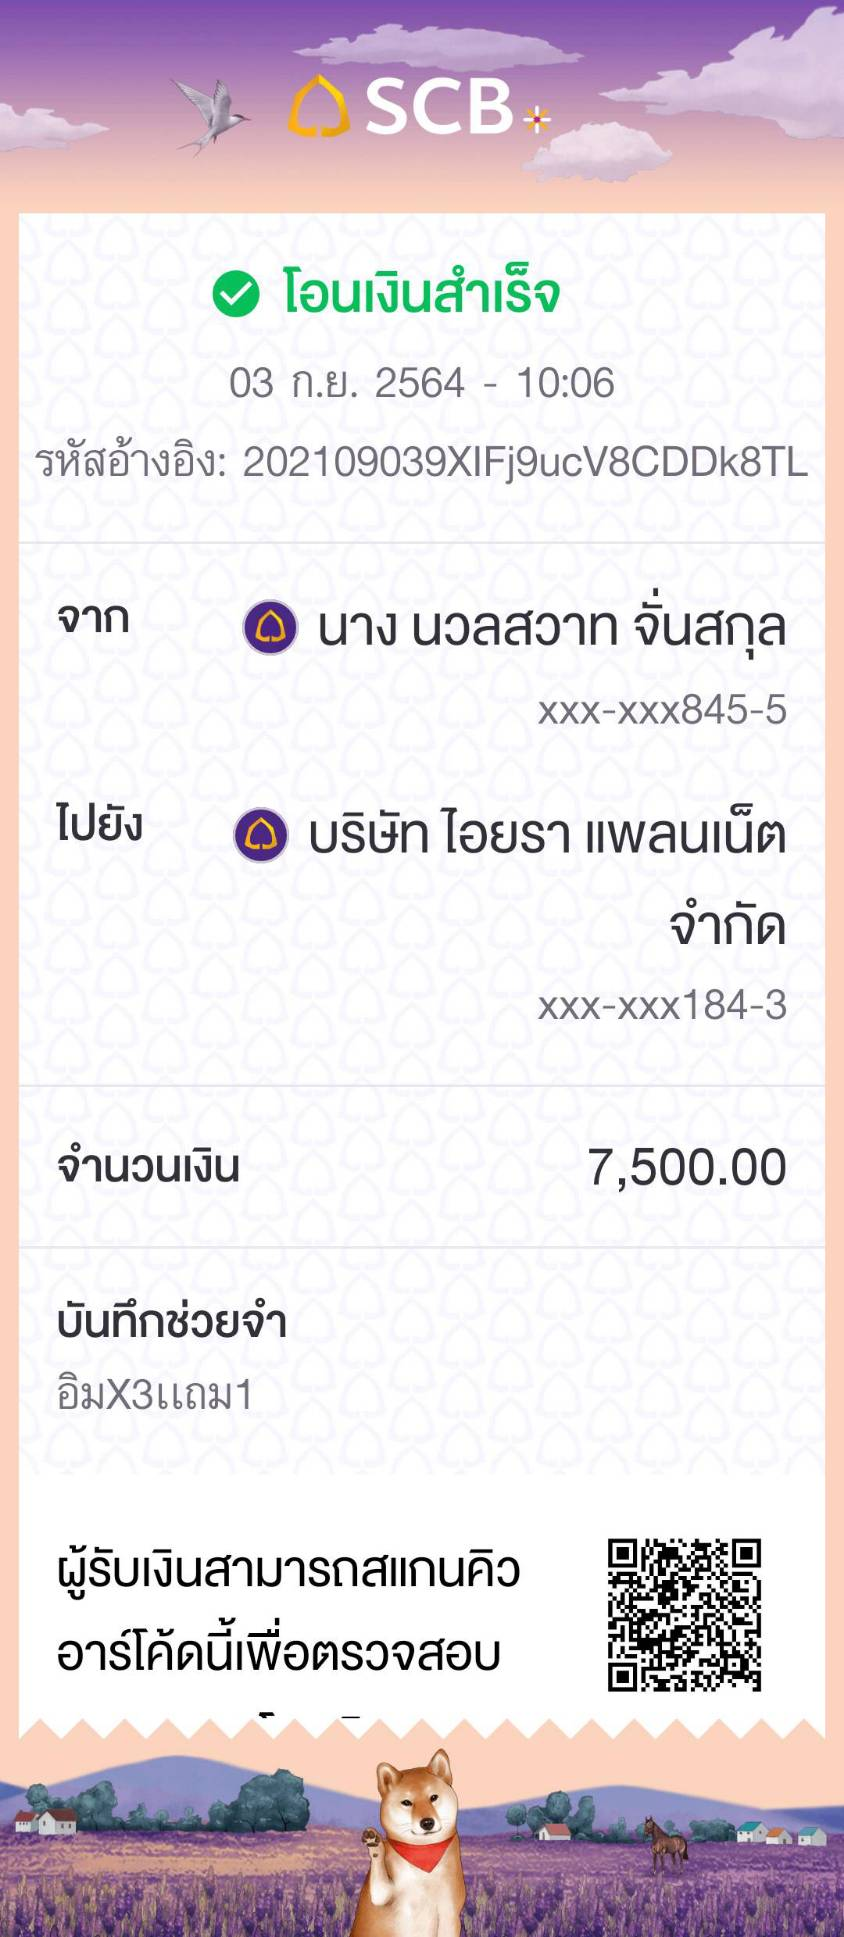 SCB
โอนเงินสำเร็จ
03 ก.ย. 2564 - 10:06
รหัสอ้างอิง: 202109039XIFj9ucV8CDDk8TL
จาก
นาง นวลสวาท จั่นสกุล
xxx-xxx845-5
ไปยัง
บริษัท ไอยรา แพลนเน็ต
จำกัด
xxx-xxx184-3
จำนวนเงิน 7,500.00
บันทึกช่วยจำ
อิมX3แถม1
ผู้รับเงินสามารถสแกนคิว
อาร์โค้ดนี้เพื่อตรวจสอบ